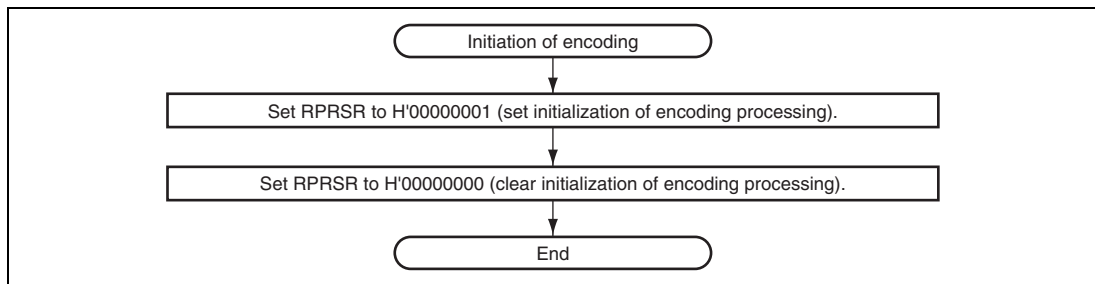 Initiation of encoding
Set RPRSR to H'00000001 (set initialization of encoding processing).
Set RPRSR to H'00000000 (clear initialization of encoding processing).
End